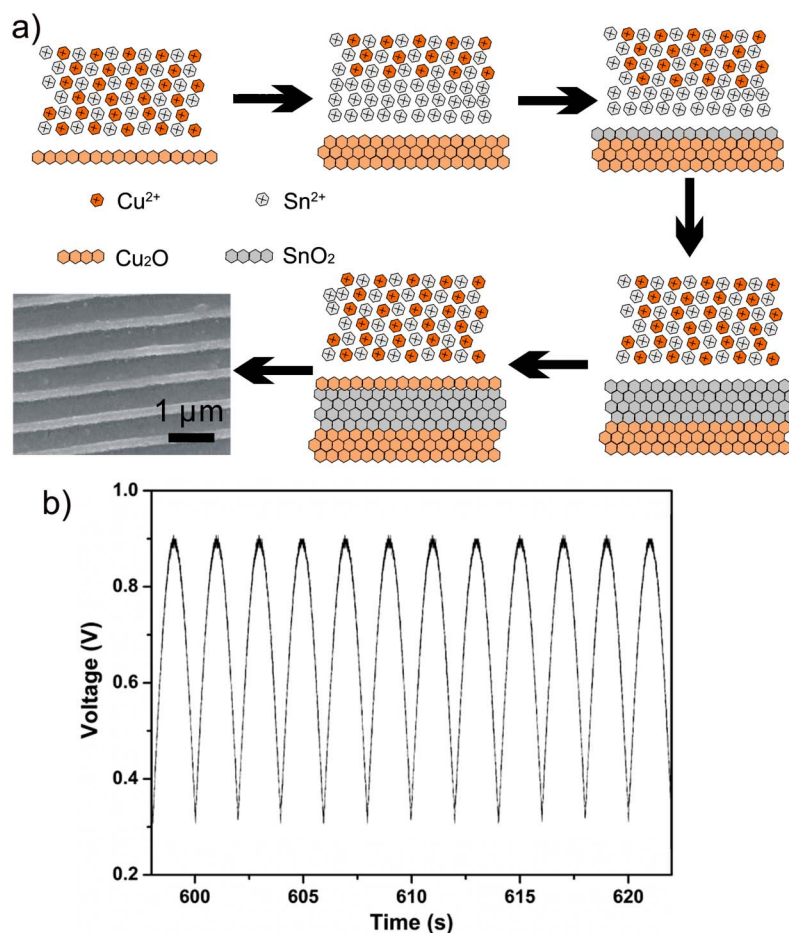 a)
Cu²⁺ Sn²⁺
Cu₂O SnO₂
1 μm
b)
1.0
0.8
0.6
0.4
0.2
Voltage (V)
600 605 610 615 620
Time (s)